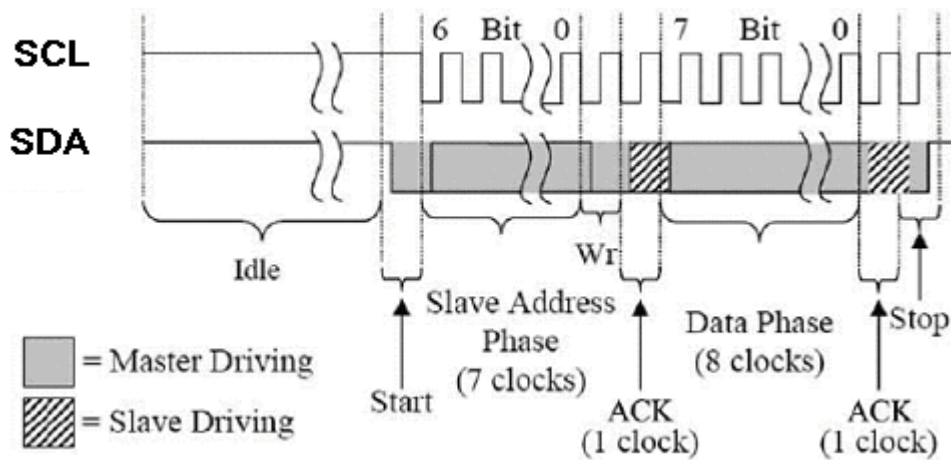 6 Bit 0 7 Bit 0
SCL
SDA
Idle
Wr
Slave Address
Phase
(7 clocks)
Data Phase
(8 clocks)
Stop
Start
ACK
(1 clock)
ACK
(1 clock)
= Master Driving
= Slave Driving